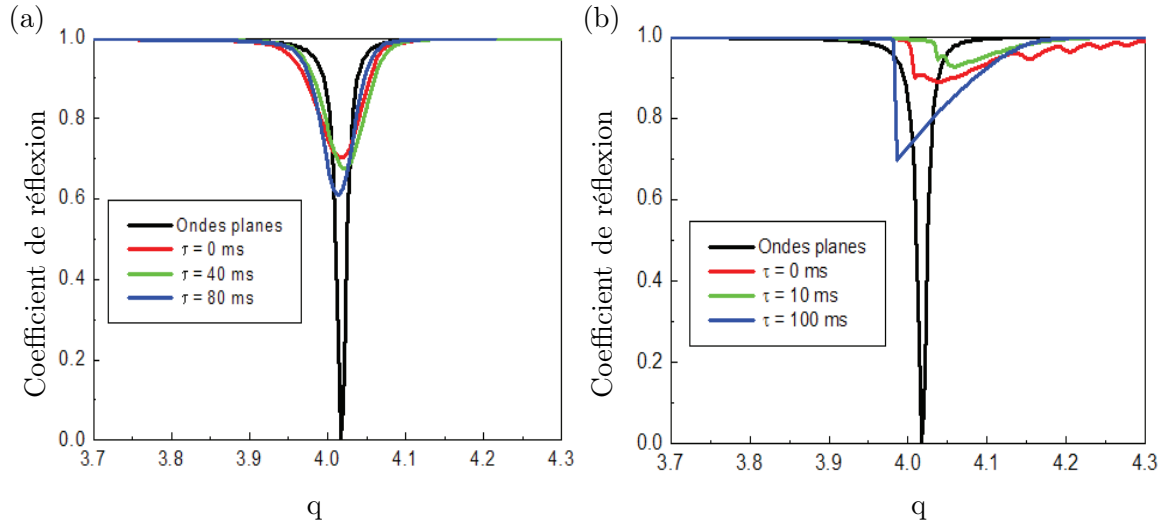 (a)
Coefficient de réflexion
1.0
0.8
0.6
0.4
0.2
0.0
Ondes planes
τ = 0 ms
τ = 40 ms
τ = 80 ms
3.7 3.8 3.9 4.0 4.1 4.2 4.3
q
(b)
Coefficient de réflexion
1.0
0.8
0.6
0.4
0.2
0.0
Ondes planes
τ = 0 ms
τ = 10 ms
τ = 100 ms
3.7 3.8 3.9 4.0 4.1 4.2 4.3
q